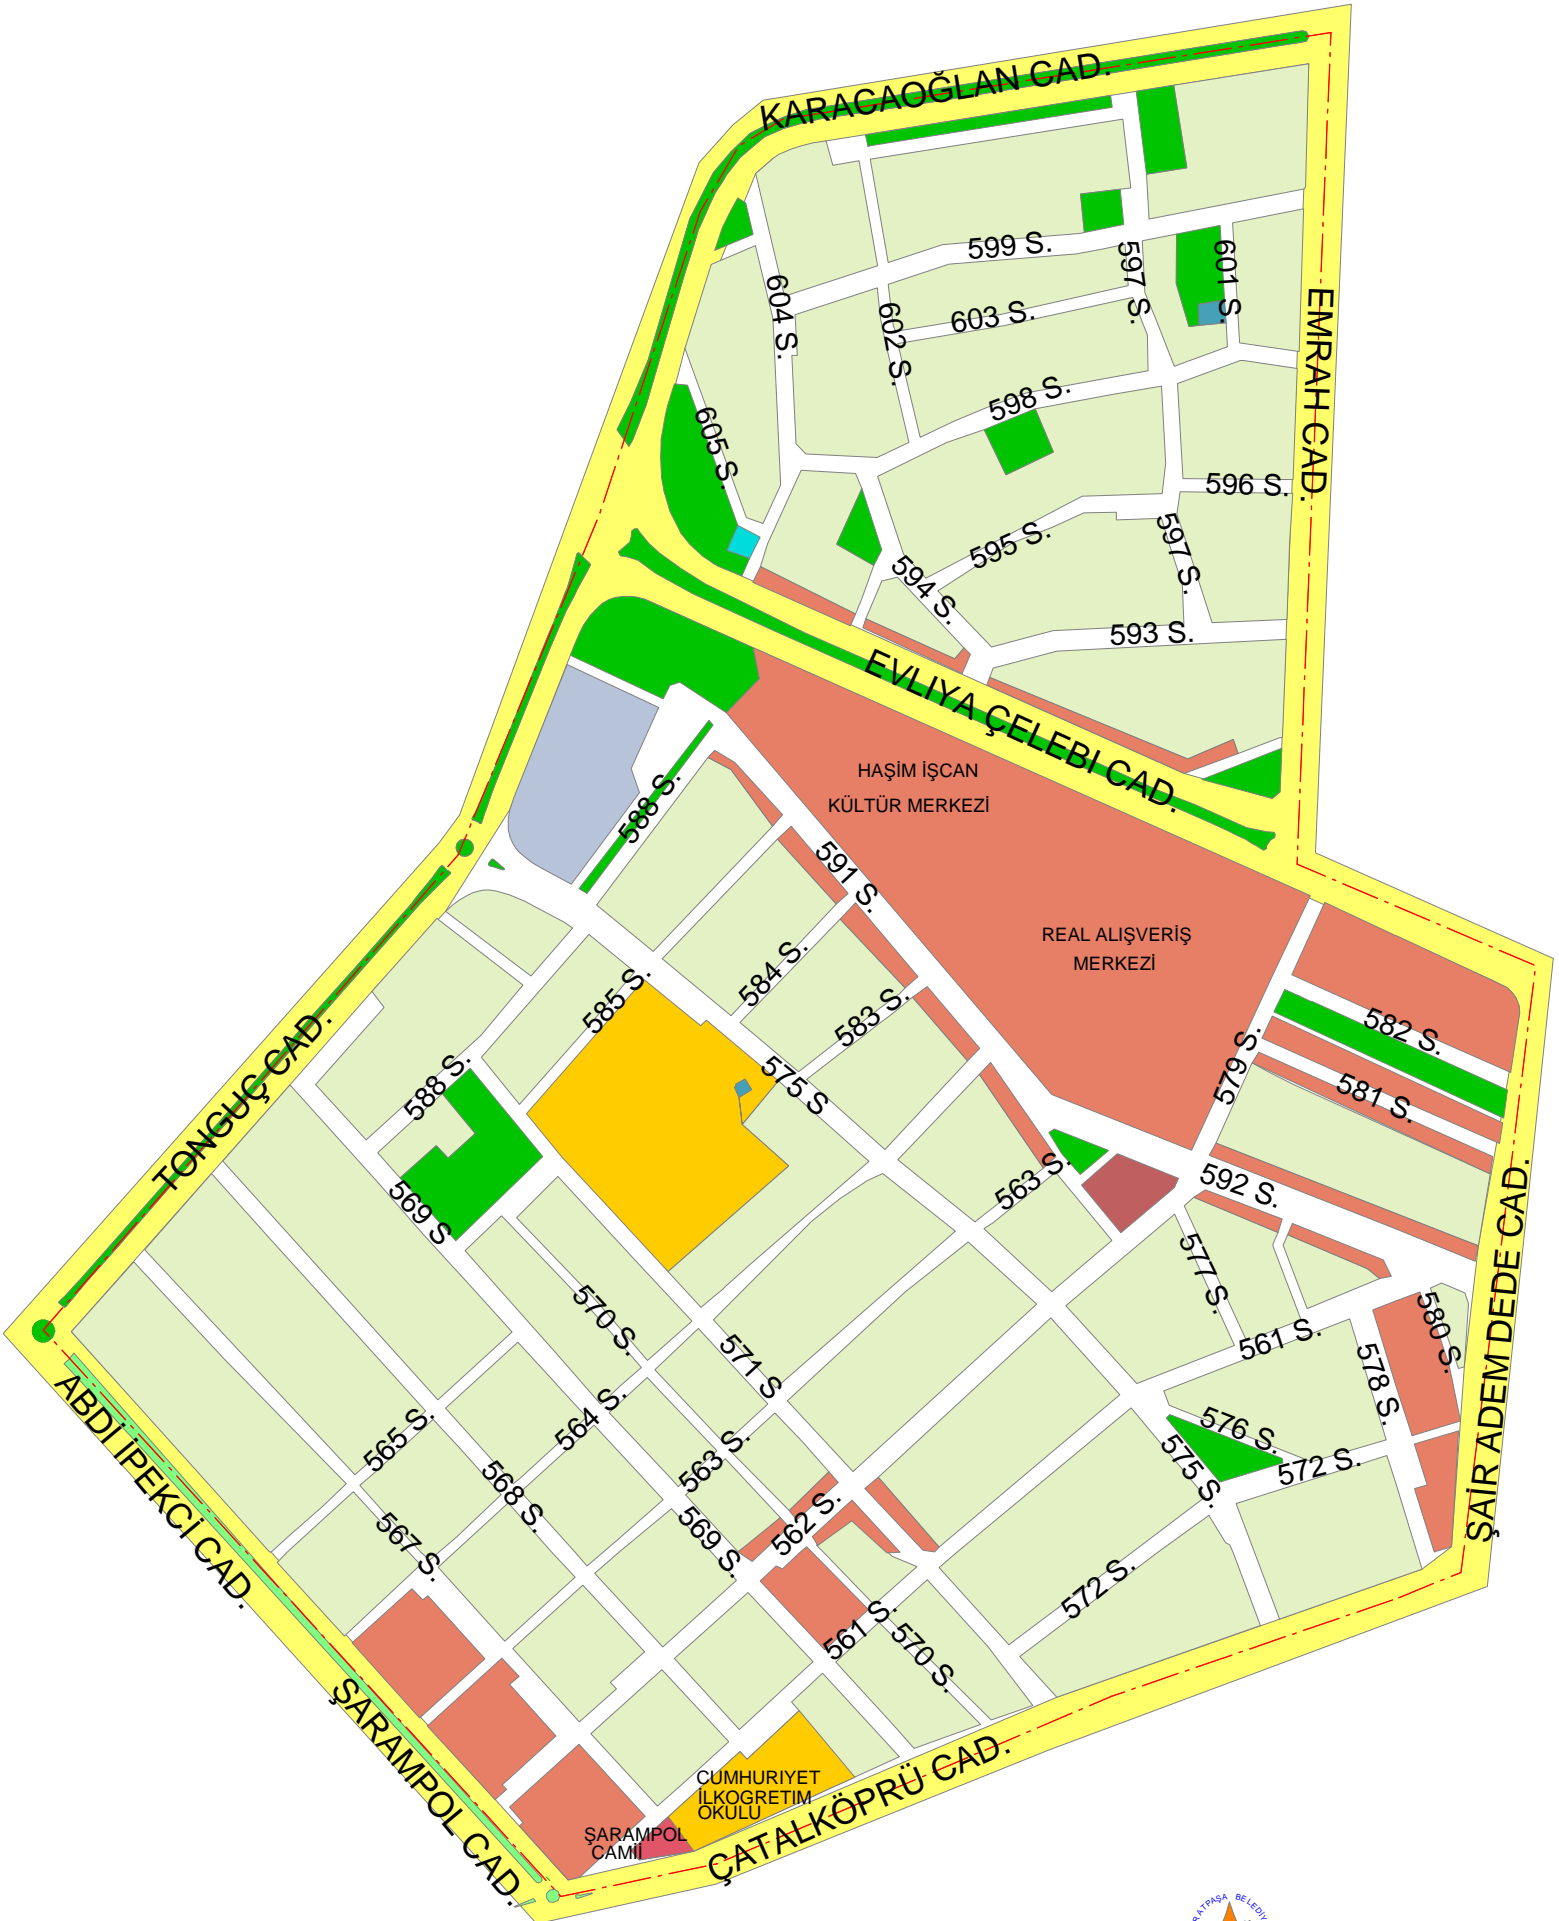 KARACAOĞLAN CAD.
599 S.
597 S.
601 S.
604 S.
602 S.
603 S.
EMRAH CAD.
598 S.
605 S.
596 S.
595 S.
597 S.
594 S.
593 S.
EVLIYA ÇELEBI CAD.
HAŞİM İŞCAN
KÜLTÜR MERKEZİ
588 S.
591 S.
REAL ALIŞVERİŞ
MERKEZİ
584 S.
585 S.
583 S.
582 S.
579 S.
581 S.
575 S
TONGUÇ CAD.
588 S.
569 S
563 S.
592 S.
577 S.
ŞAİR ADEM DEDE CAD.
570 S.
571 S
561 S.
580 S.
578 S.
ABDİ İPEKCİ CAD.
565 S.
564 S.
563 S.
576 S.
575 S.
572 S.
568 S.
567 S.
569 S.
562 S.
572 S.
561 S.
570 S.
ŞARAMPOL CAD.
ÇATALKÖPRÜ CAD.
CUMHURIYET
İLKOGRETIM
OKULU
ŞARAMPOL
CAMİİ